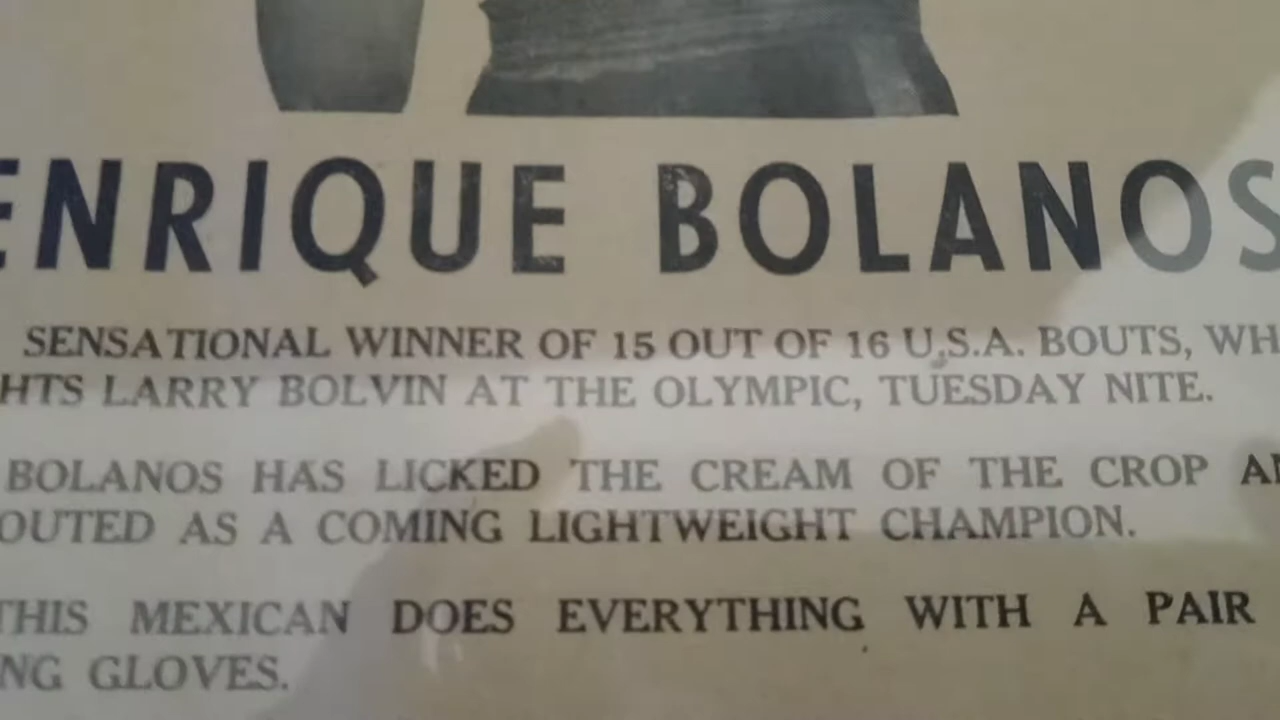 ENRIQUE BOLANOS
SENSATIONAL WINNER OF 15 OUT OF 16 U.S.A. BOUTS, WH
HTS LARRY BOLVIN AT THE OLYMPIC, TUESDAY NITE.
BOLANOS HAS LICKED THE CREAM OF THE CROP AN
OUTED AS A COMING LIGHTWEIGHT CHAMPION.
THIS MEXICAN DOES EVERYTHING WITH A PAIR
NG GLOVES.